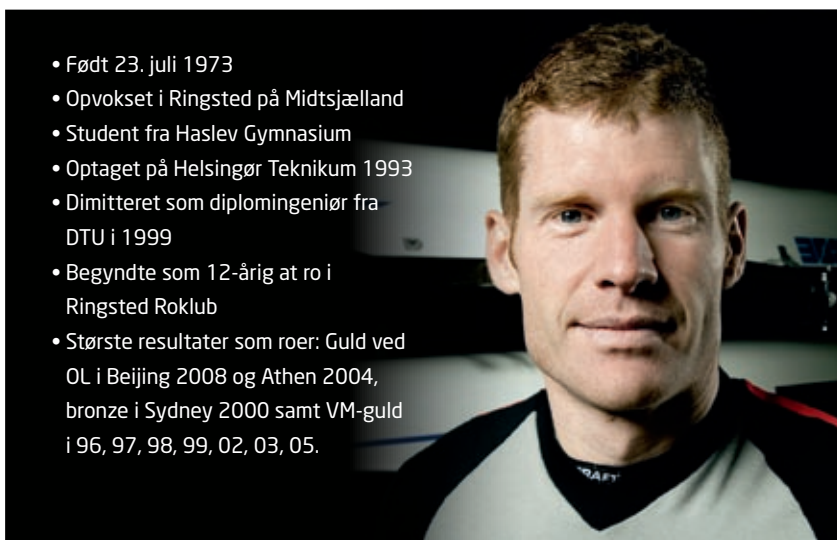 • Født 23. juli 1973
• Opvokset i Ringsted på Midtsjælland
• Student fra Haslev Gymnasium
• Optaget på Helsingør Teknikum 1993
• Dimitteret som diplomingeniør fra
DTU i 1999
• Begyndte som 12-årig at ro i
Ringsted Roklub
• Største resultater som roer: Guld ved
OL i Beijing 2008 og Athen 2004,
bronze i Sydney 2000 samt VM-guld
i 96, 97, 98, 99, 02, 03, 05.